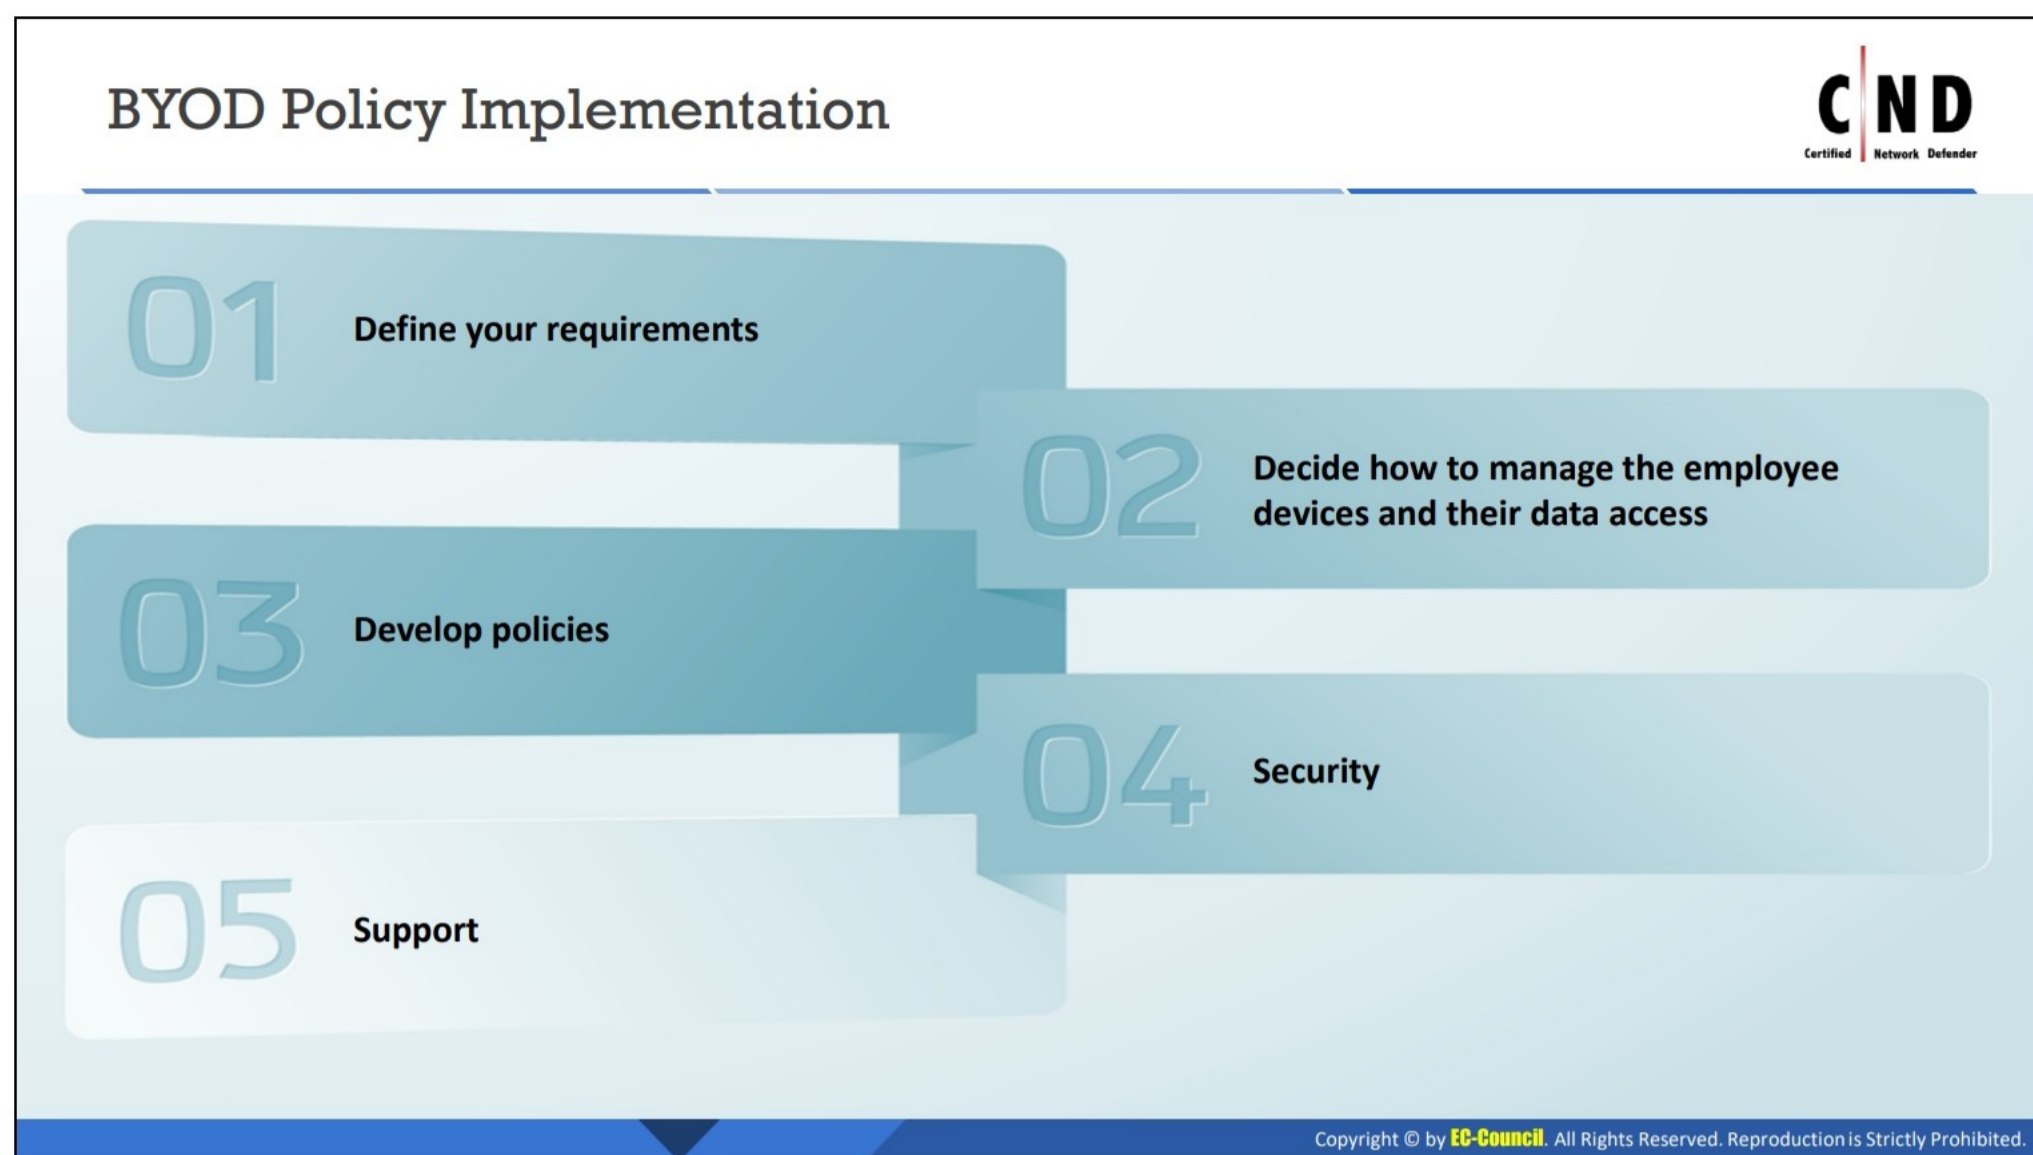 BYOD Policy Implementation
C|ND
Certified Network Defender
01
Define your requirements
02
Decide how to manage the employee
devices and their data access
03
Develop policies
04
Security
05
Support
Copyright © by EC-Council. All Rights Reserved. Reproduction is Strictly Prohibited.